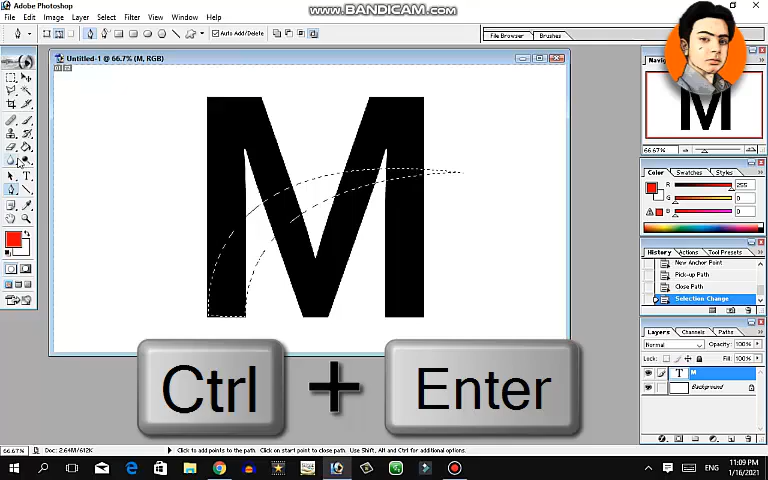 Adobe Photoshop
www.BANDICAM.com
File Edit Image Layer Select Filter View Window Help
Auto Add/Delete
File Browser Brushes
Untitled-1 @ 66.7% (M, RGB)
M
M
66.67%
Color Swatches Styles
R 255
G 0
B 0
History Actions Tool Presets
New Anchor Point
Pick-up Path
Close Path
Selection Change
Layers Channels Paths
Normal Opacity: 100%
Lock: Fill: 100%
T M
Background
Ctrl + Enter
66.67% Doc: 2.64M/612K Click to add points to the path. Click on start point to close path. Use Shift, Alt and Ctrl for additional options.
ENG
11:09 PM
1/16/2021